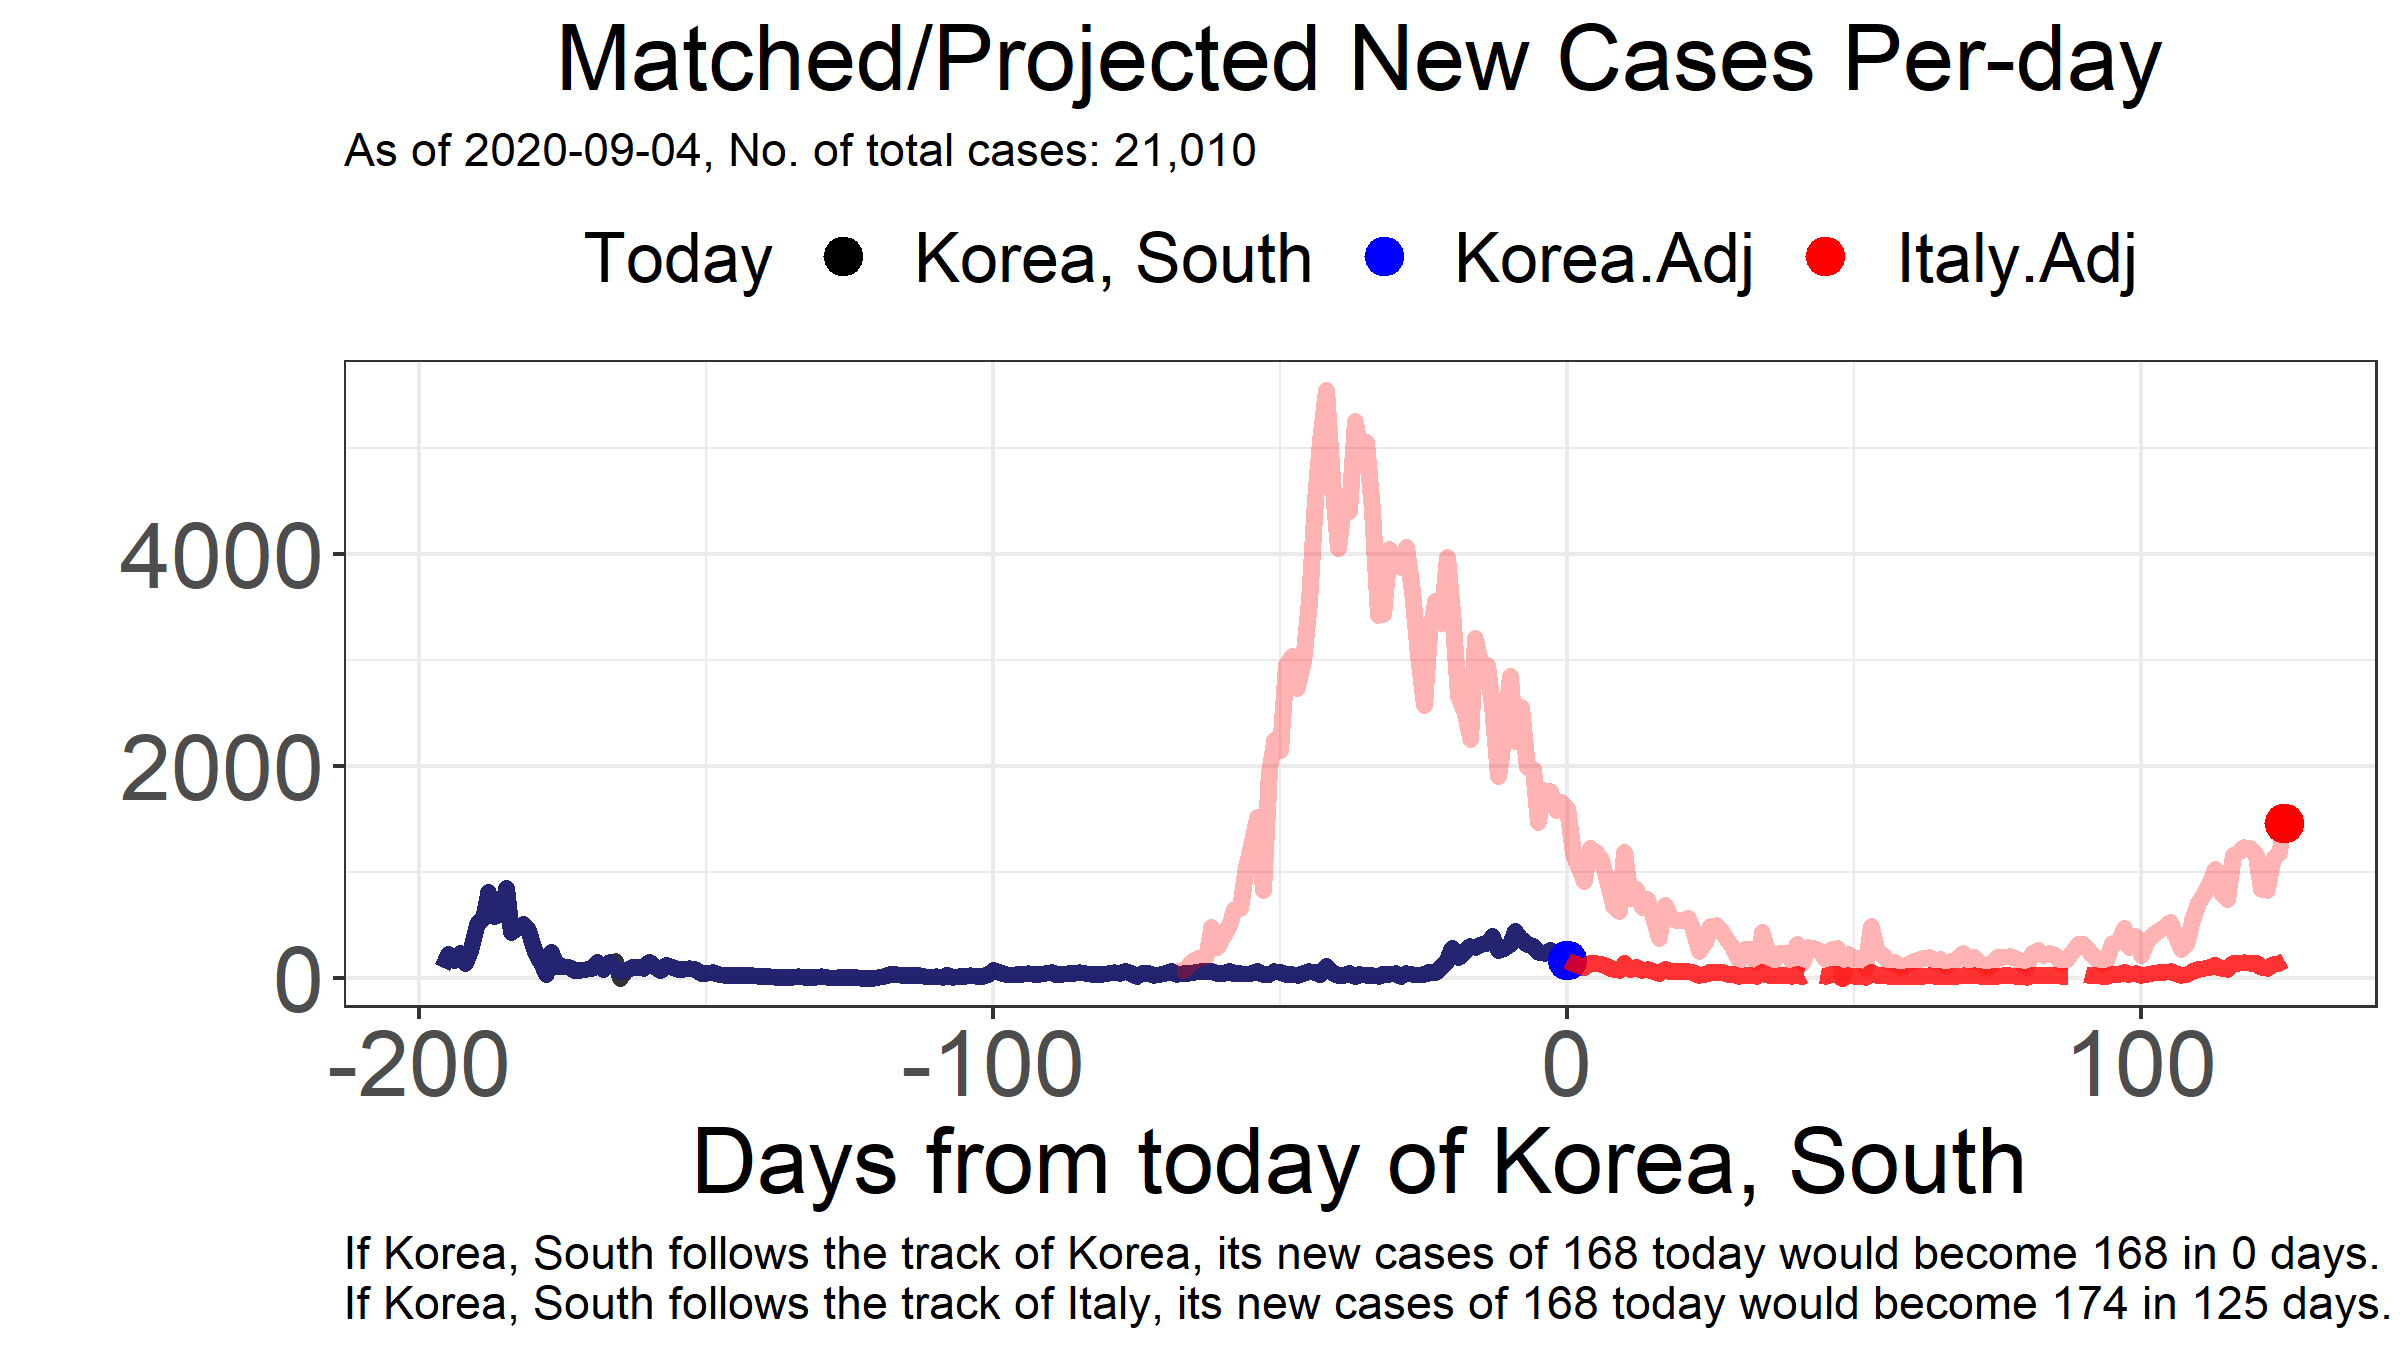 Matched/Projected New Cases Per-day
As of 2020-09-04, No. of total cases: 21,010
Today Korea, South Korea.Adj Italy.Adj
4000
2000
0
-200 -100 0 100
Days from today of Korea, South
If Korea, South follows the track of Korea, its new cases of 168 today would become 168 in 0 days.
If Korea, South follows the track of Italy, its new cases of 168 today would become 174 in 125 days.